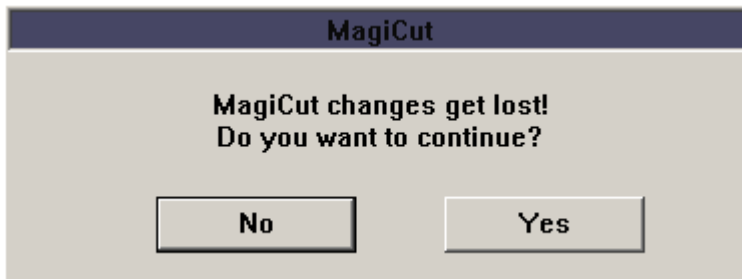 MagiCut
MagiCut changes get lost!
Do you want to continue?
No Yes